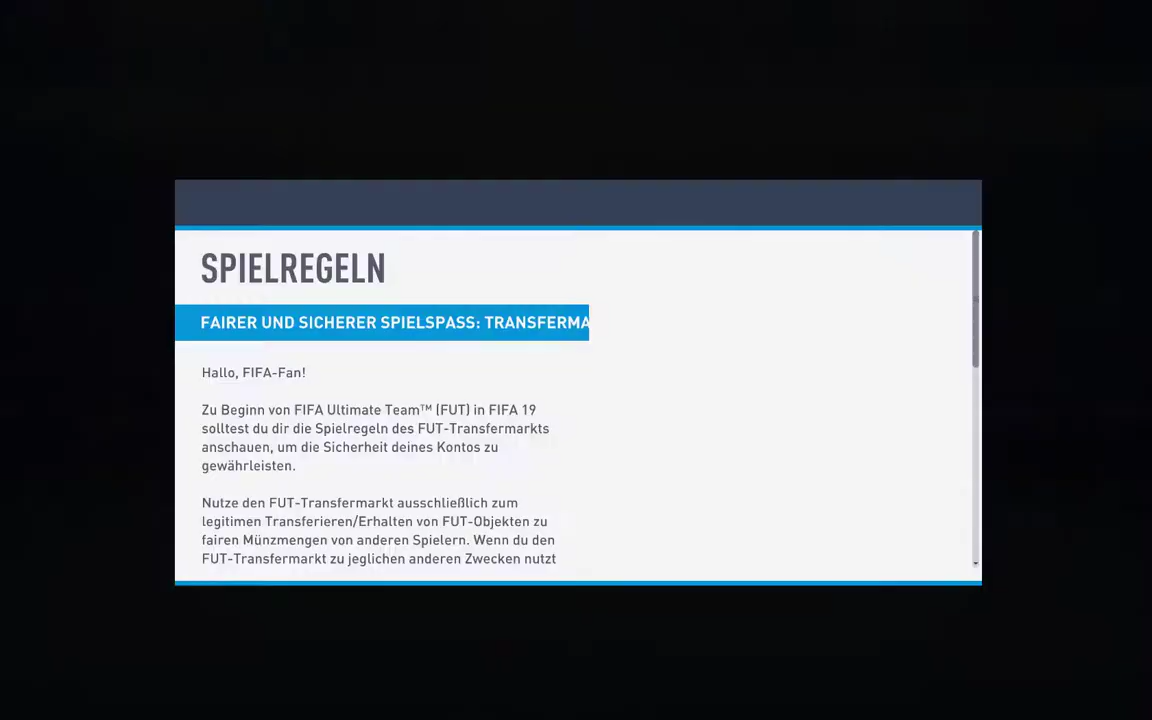 SPIELREGELN
FAIRER UND SICHERER SPIELSPASS: TRANSFERMA
Hallo, FIFA-Fan!
Zu Beginn von FIFA Ultimate Team™ (FUT) in FIFA 19
solltest du dir die Spielregeln des FUT-Transfermarkts
anschauen, um die Sicherheit deines Kontos zu
gewährleisten.
Nutze den FUT-Transfermarkt ausschließlich zum
legitimen Transferieren/Erhalten von FUT-Objekten zu
fairen Münzmengen von anderen Spielern. Wenn du den
FUT-Transfermarkt zu jeglichen anderen Zwecken nutzt